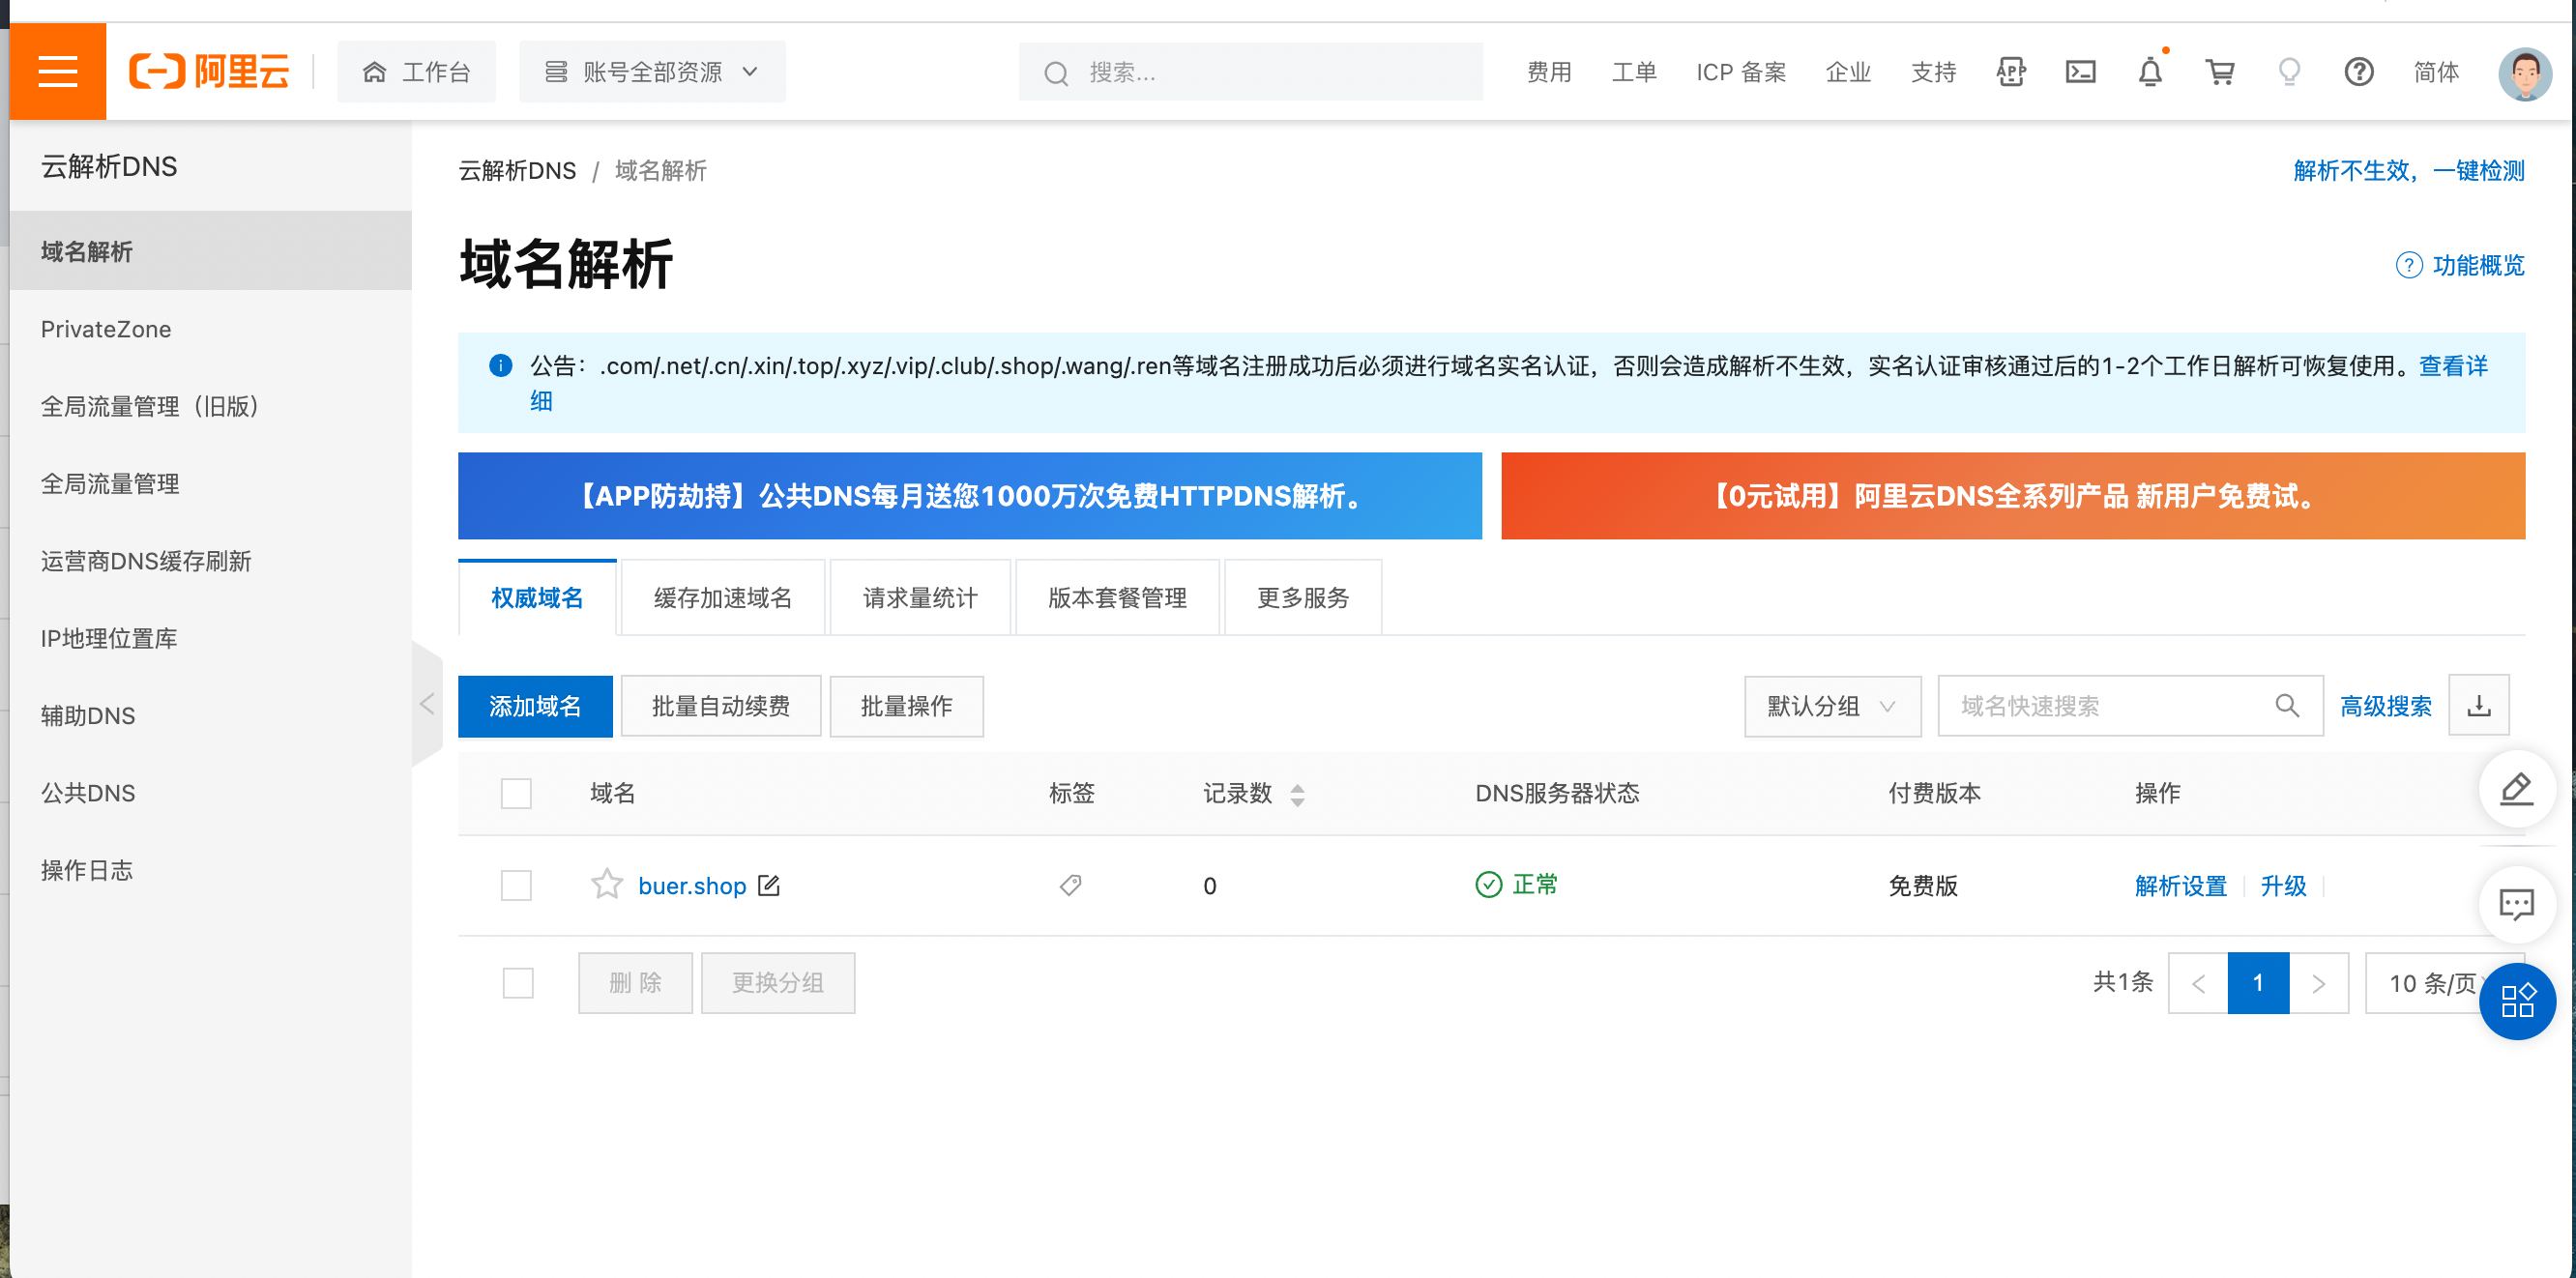 阿里云
工作台
账号全部资源
搜索...
费用
工单
ICP 备案
企业
支持
APP
简体
云解析DNS
域名解析
PrivateZone
全局流量管理（旧版）
全局流量管理
运营商DNS缓存刷新
IP地理位置库
辅助DNS
公共DNS
操作日志
云解析DNS / 域名解析
解析不生效，一键检测
域名解析
功能概览
公告：.com/.net/.cn/.xin/.top/.xyz/.vip/.club/.shop/.wang/.ren等域名注册成功后必须进行域名实名认证，否则会造成解析不生效，实名认证审核通过后的1-2个工作日解析可恢复使用。查看详
细
【APP防劫持】公共DNS每月送您1000万次免费HTTPDNS解析。
【0元试用】阿里云DNS全系列产品 新用户免费试。
权威域名
缓存加速域名
请求量统计
版本套餐管理
更多服务
添加域名
批量自动续费
批量操作
默认分组
域名快速搜索
高级搜索
域名
标签
记录数
DNS服务器状态
付费版本
操作
buer.shop
0
正常
免费版
解析设置
升级
删 除
更换分组
共1条
1
10 条/页